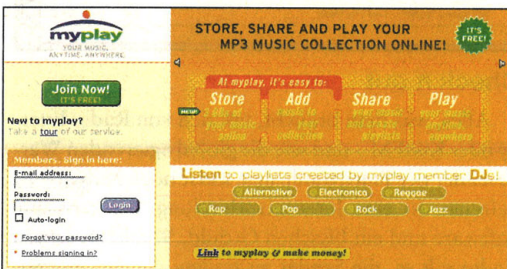 myplay
YOUR MUSIC.
ANYTIME. ANYWHERE.
Join Now!
IT'S FREE!
New to myplay?
Take a tour of our service.
Members. Sign in here:
E-mail address:
Password:
Login
Auto-login
Forgot your password?
Problems signing in?
STORE, SHARE AND PLAY YOUR
MP3 MUSIC COLLECTION ONLINE!
IT'S
FREE!
At myplay, it's easy to:
Store
your music
online
Add
music to
your
collection
Share
your music
and create
playlists
Play
your music
anytime
anywhere
Listen to playlists created by myplay member DJs!
Alternative
Electronica
Reggae
Rap
Pop
Rock
Jazz
Link to myplay & make money!